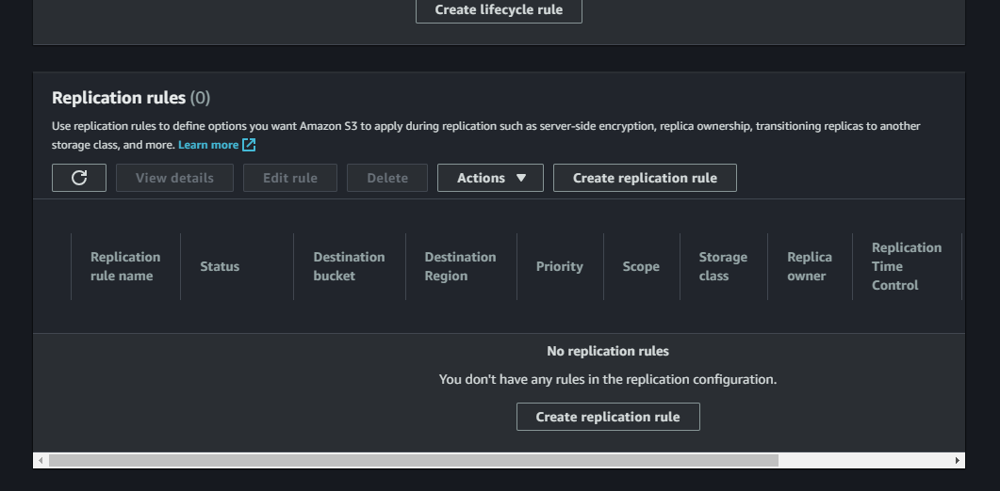 Create lifecycle rule
Replication rules (0)
Use replication rules to define options you want Amazon S3 to apply during replication such as server-side encryption, replica ownership, transitioning replicas to another
storage class, and more. Learn more
View details Edit rule Delete Actions Create replication rule
Replication rule name Status Destination bucket Destination Region Priority Scope Storage class Replica owner Replication Time Control
No replication rules
You don't have any rules in the replication configuration.
Create replication rule